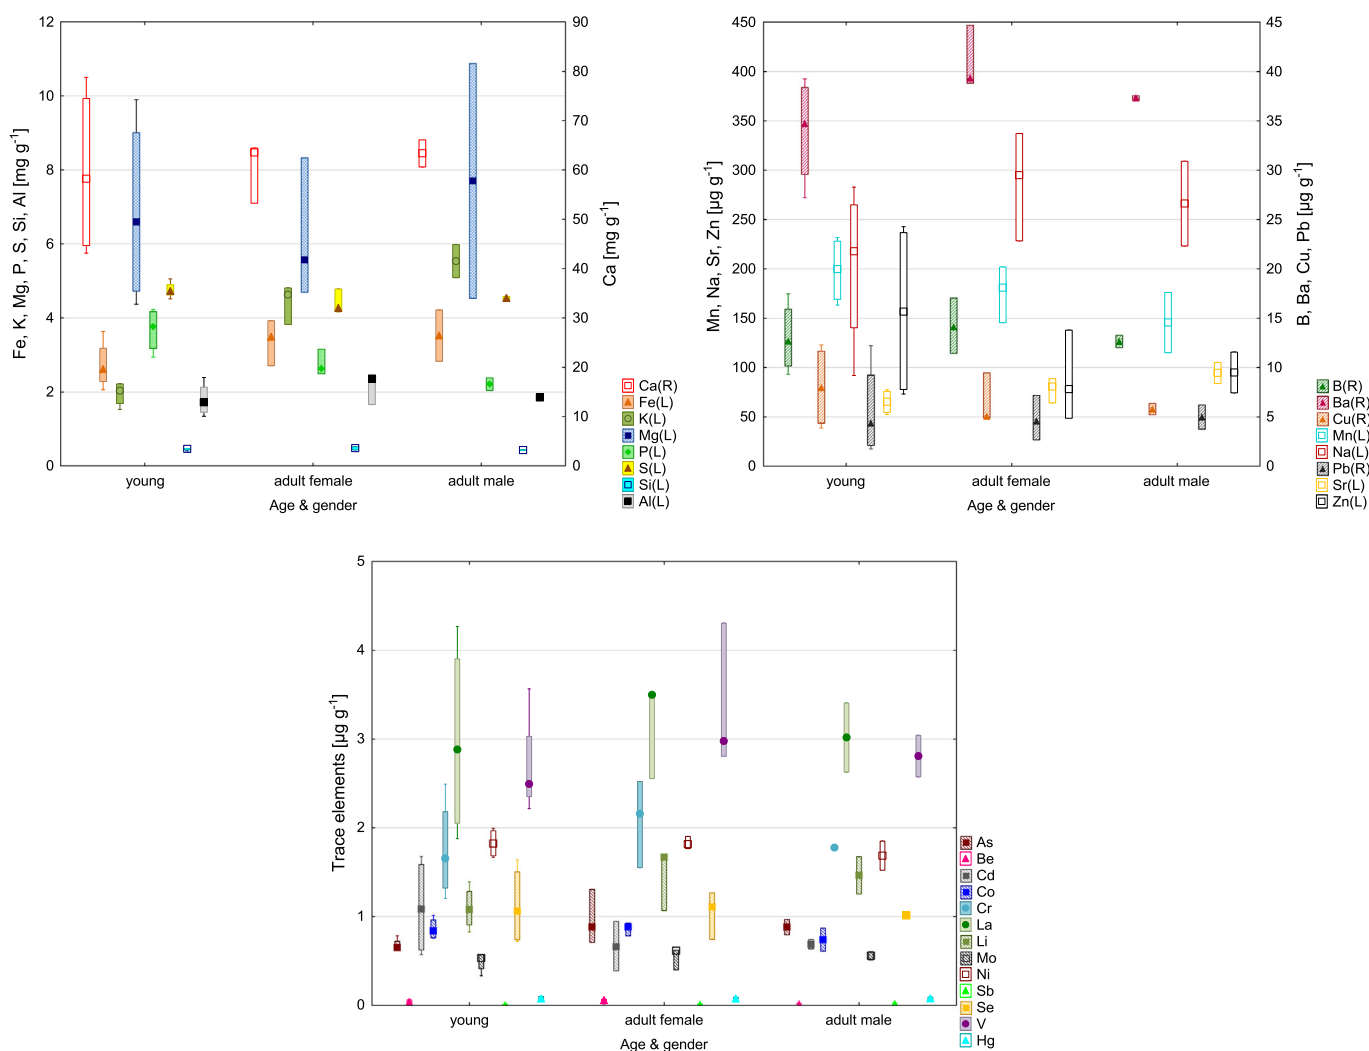 12
10
8
6
4
2
0
Fe, K, Mg, P, S, Si, Al [mg g⁻¹]
90
80
70
60
50
40
30
20
10
0
Ca [mg g⁻¹]
young
adult female
adult male
Age & gender
Ca(R)
Fe(L)
K(L)
Mg(L)
P(L)
S(L)
Si(L)
Al(L)
450
400
350
300
250
200
150
100
50
0
Mn, Na, Sr, Zn [µg g⁻¹]
45
40
35
30
25
20
15
10
5
0
B, Ba, Cu, Pb [µg g⁻¹]
young
adult female
adult male
Age & gender
B(R)
Ba(R)
Cu(R)
Mn(L)
Na(L)
Pb(R)
Sr(L)
Zn(L)
5
4
3
2
1
0
Trace elements [µg g⁻¹]
young
adult female
adult male
Age & gender
As
Be
Cd
Co
Cr
La
Li
Mo
Ni
Sb
Se
V
Hg